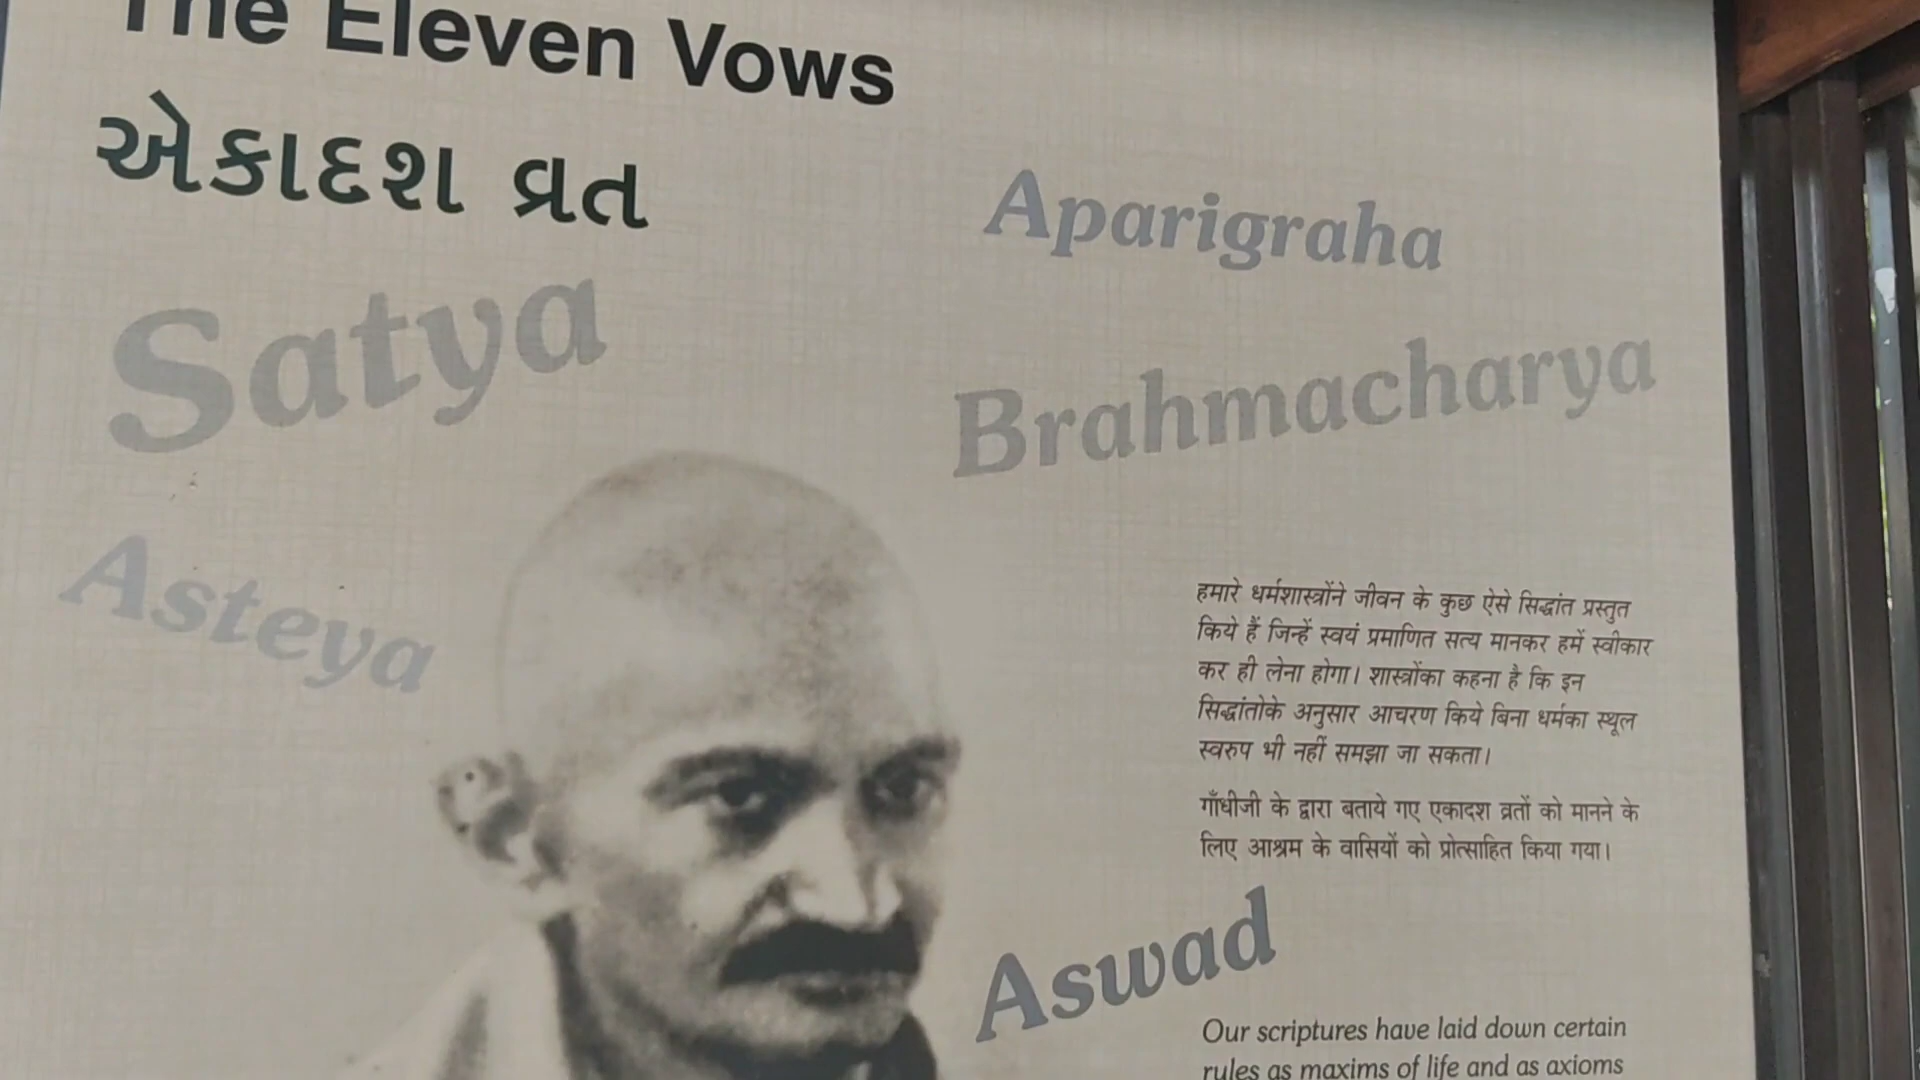 The Eleven Vows
એકાદશ વ્રત
Aparigraha
Satya
Brahmacharya
Asteya
हमारे धर्मशास्त्रोंने जीवन के कुछ ऐसे सिद्धांत प्रस्तुत
किये हैं जिन्हें स्वयं प्रमाणित सत्य मानकर हमें स्वीकार
कर ही लेना होगा। शास्त्रोंका कहना है कि इन
सिद्धांतोके अनुसार आचरण किये बिना धर्मका स्थूल
स्वरुप भी नहीं समझा जा सकता।
गाँधीजी के द्वारा बताये गए एकादश व्रतों को मानने के
लिए आश्रम के वासियों को प्रोत्साहित किया गया।
Aswad
Our scriptures have laid down certain
rules as maxims of life and as axioms